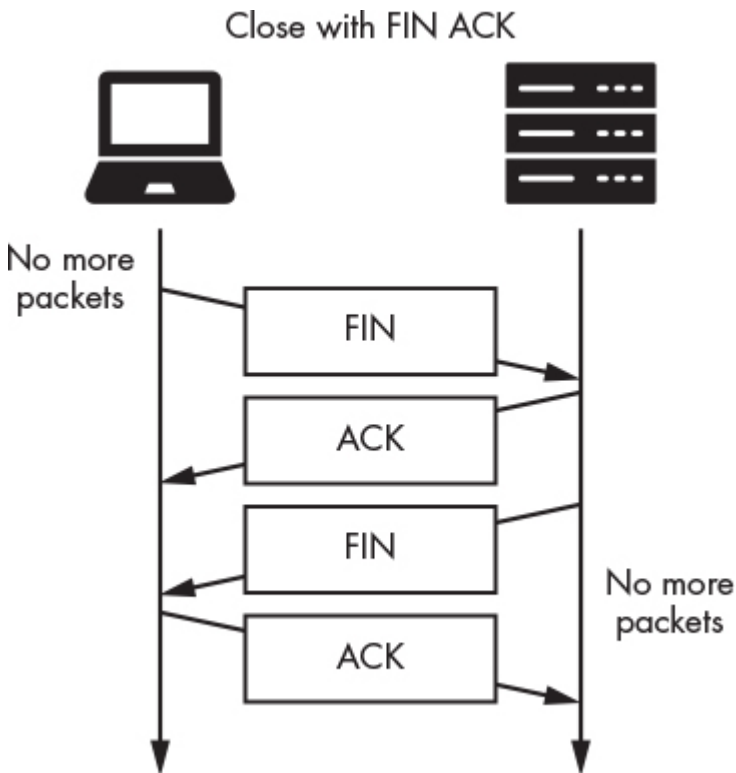 Close with FIN ACK
No more
packets
FIN
ACK
FIN
No more
packets
ACK